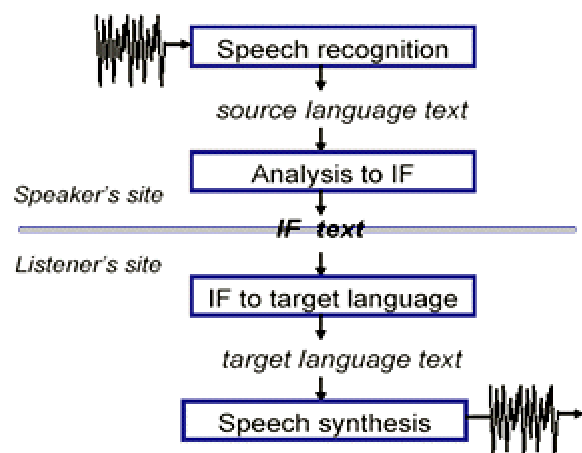 Speech recognition
source language text
Analysis to IF
Speaker's site
IF text
Listener's site
IF to target language
target language text
Speech synthesis